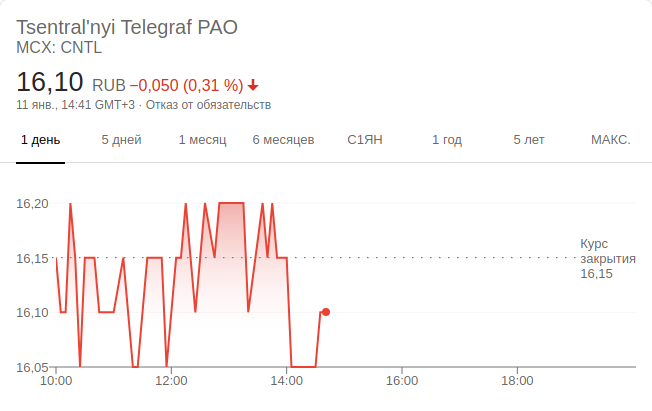 Tsentral'nyi Telegraf PAO
MCX: CNTL
16,10 RUB −0,050 (0,31 %)
11 янв., 14:41 GMT+3 · Отказ от обязательств
1 день 5 дней 1 месяц 6 месяцев С1ЯН 1 год 5 лет МАКС.
16,20
Курс
16,15 закрытия
16,15
16,10
16,05
10:00 12:00 14:00 16:00 18:00